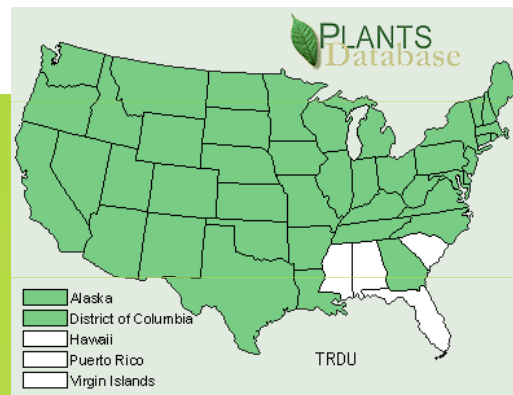 PLANTS
Database
Alaska
District of Columbia
Hawaii
Puerto Rico
Virgin Islands
TRDU